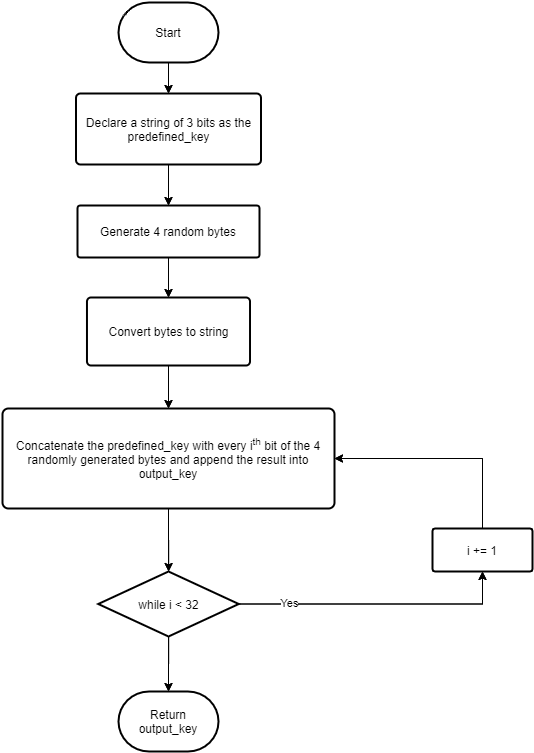 Start
Declare a string of 3 bits as the
predefined_key
Generate 4 random bytes
Convert bytes to string
Concatenate the predefined_key with every ith bit of the 4
randomly generated bytes and append the result into
output_key
i += 1
while i < 32
Yes
Return
output_key